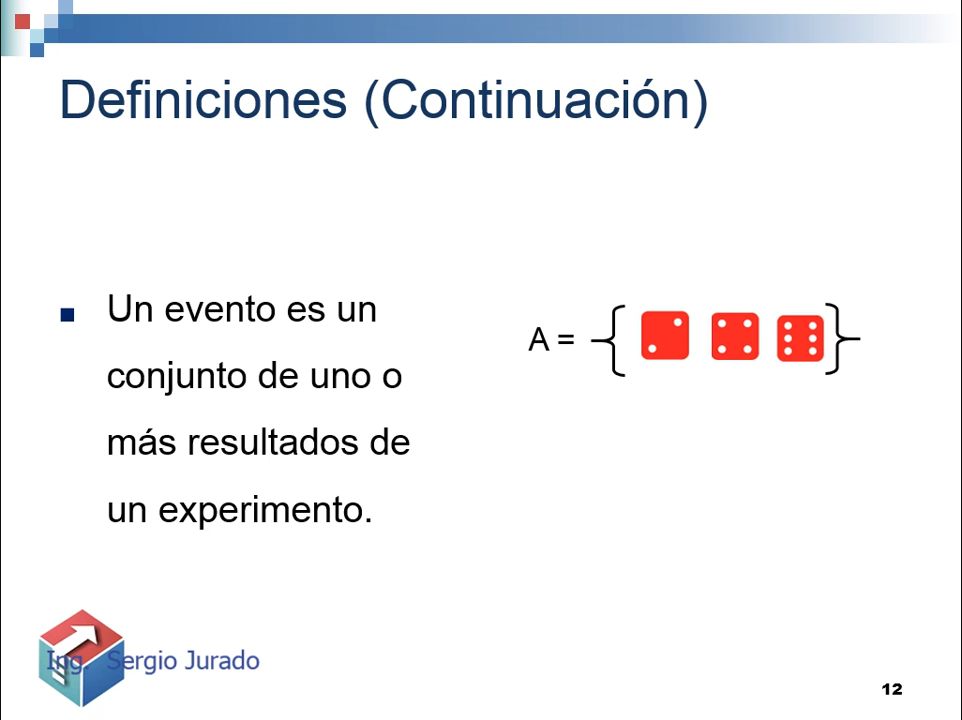 Definiciones (Continuación)
Un evento es un
conjunto de uno o
más resultados de
un experimento.
A =
Ing. Sergio Jurado
12